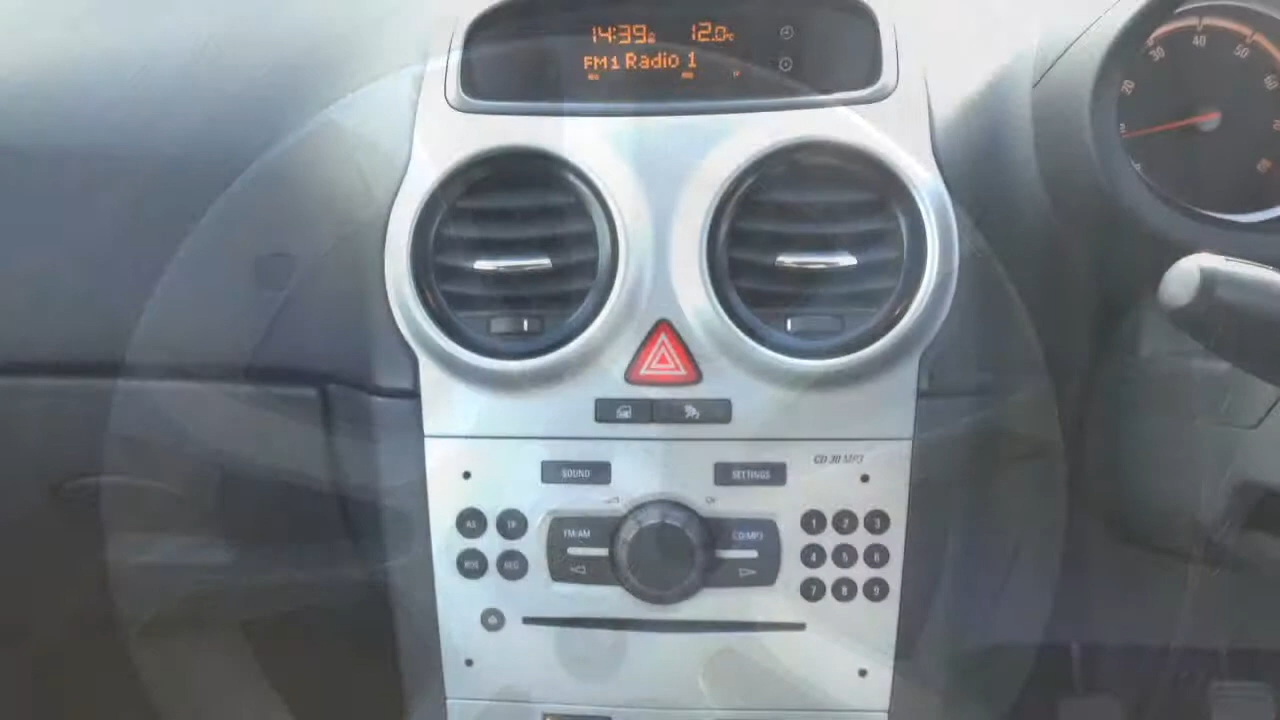 14:39 12.0°C
FM1 Radio 1
30 40 50 60
20
SOUND SETTINGS CD 30 MP3
FM/AM CD/MP3
AS TP
RDS REG
1 2 3
4 5 6
7 8 9